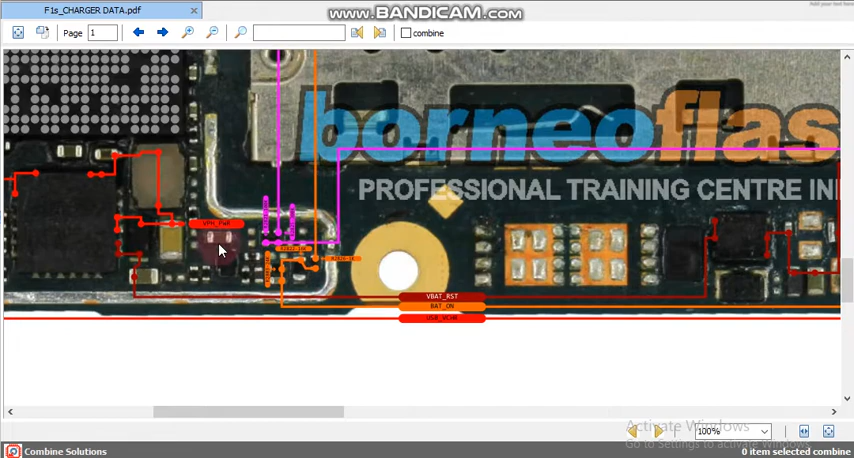 F1s_CHARGER DATA.pdf
www.BANDICAM.com
Page 1
combine
borneoflas
PROFESSIONAL TRAINING CENTRE IN
VPH_PWR
VBAT_RST
BAT_ON
USB_VCHR
100%
Activate Windows
Go to Settings to activate Windows.
Combine Solutions
0 item selected combine